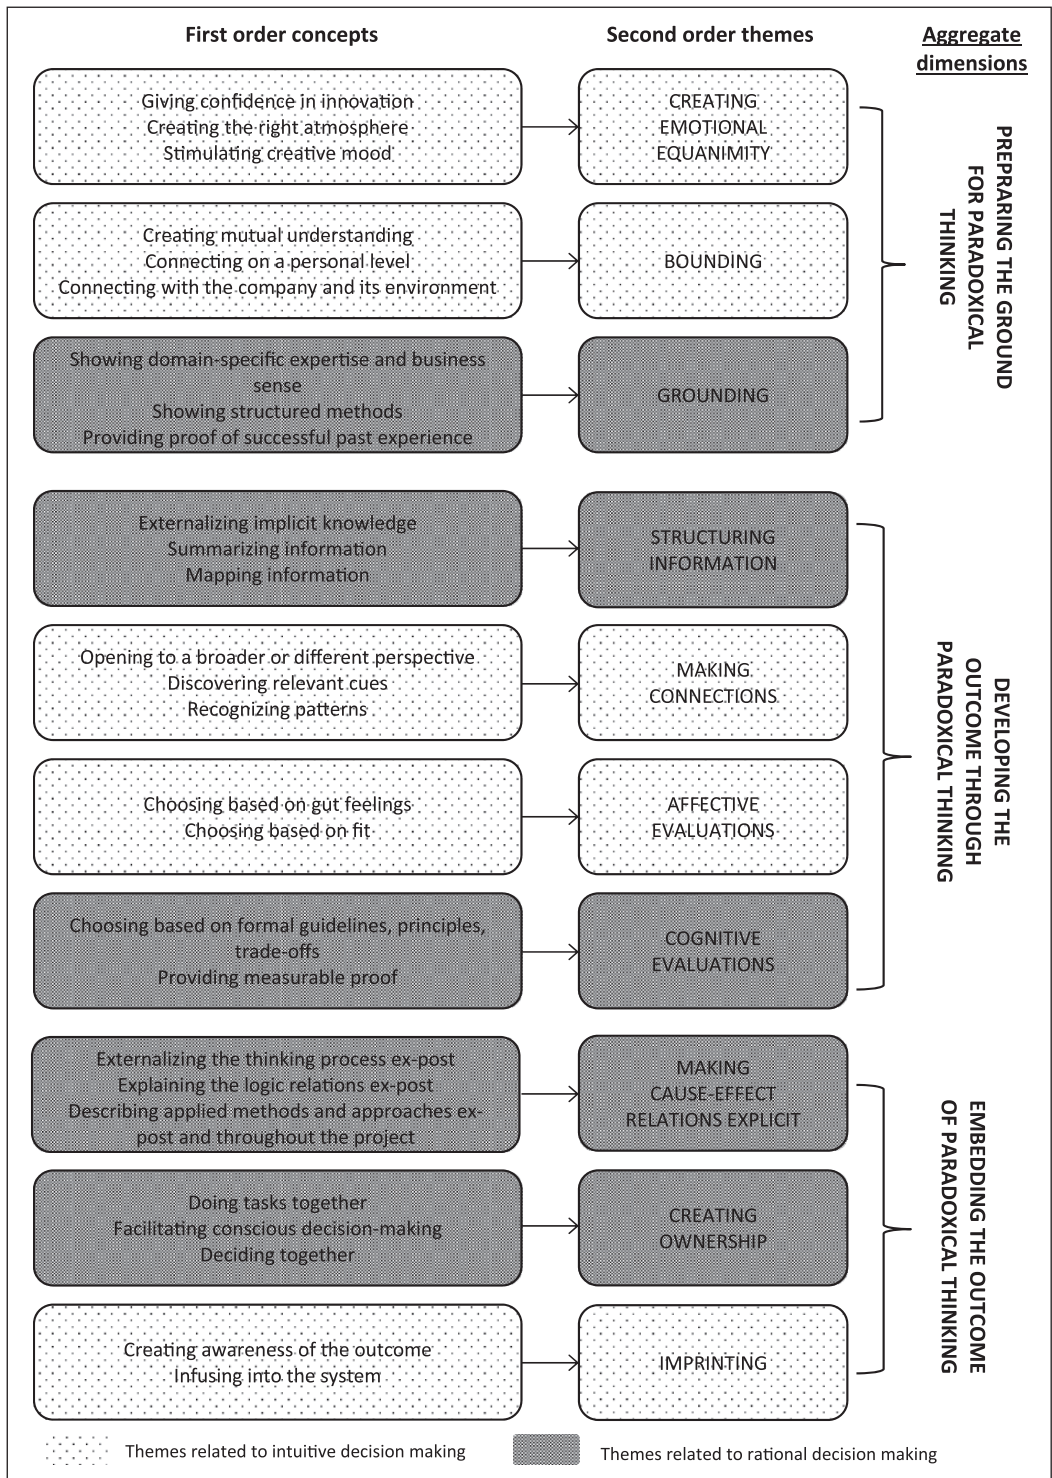 First order concepts
Second order themes
Aggregate
dimensions
Giving confidence in innovation
Creating the right atmosphere
Stimulating creative mood
CREATING
EMOTIONAL
EQUANIMITY
Creating mutual understanding
Connecting on a personal level
Connecting with the company and its environment
BOUNDING
Showing domain-specific expertise and business
sense
Showing structured methods
Providing proof of successful past experience
GROUNDING
PREPRARING THE GROUND
FOR PARADOXICAL
THINKING
Externalizing implicit knowledge
Summarizing information
Mapping information
STRUCTURING
INFORMATION
Opening to a broader or different perspective
Discovering relevant cues
Recognizing patterns
MAKING
CONNECTIONS
Choosing based on gut feelings
Choosing based on fit
AFFECTIVE
EVALUATIONS
Choosing based on formal guidelines, principles,
trade-offs
Providing measurable proof
COGNITIVE
EVALUATIONS
DEVELOPING THE
OUTCOME THROUGH
PARADOXICAL THINKING
Externalizing the thinking process ex-post
Explaining the logic relations ex-post
Describing applied methods and approaches ex-
post and throughout the project
MAKING
CAUSE-EFFECT
RELATIONS EXPLICIT
Doing tasks together
Facilitating conscious decision-making
Deciding together
CREATING
OWNERSHIP
Creating awareness of the outcome
Infusing into the system
IMPRINTING
EMBEDDING THE OUTCOME
OF PARADOXICAL THINKING
Themes related to intuitive decision making
Themes related to rational decision making